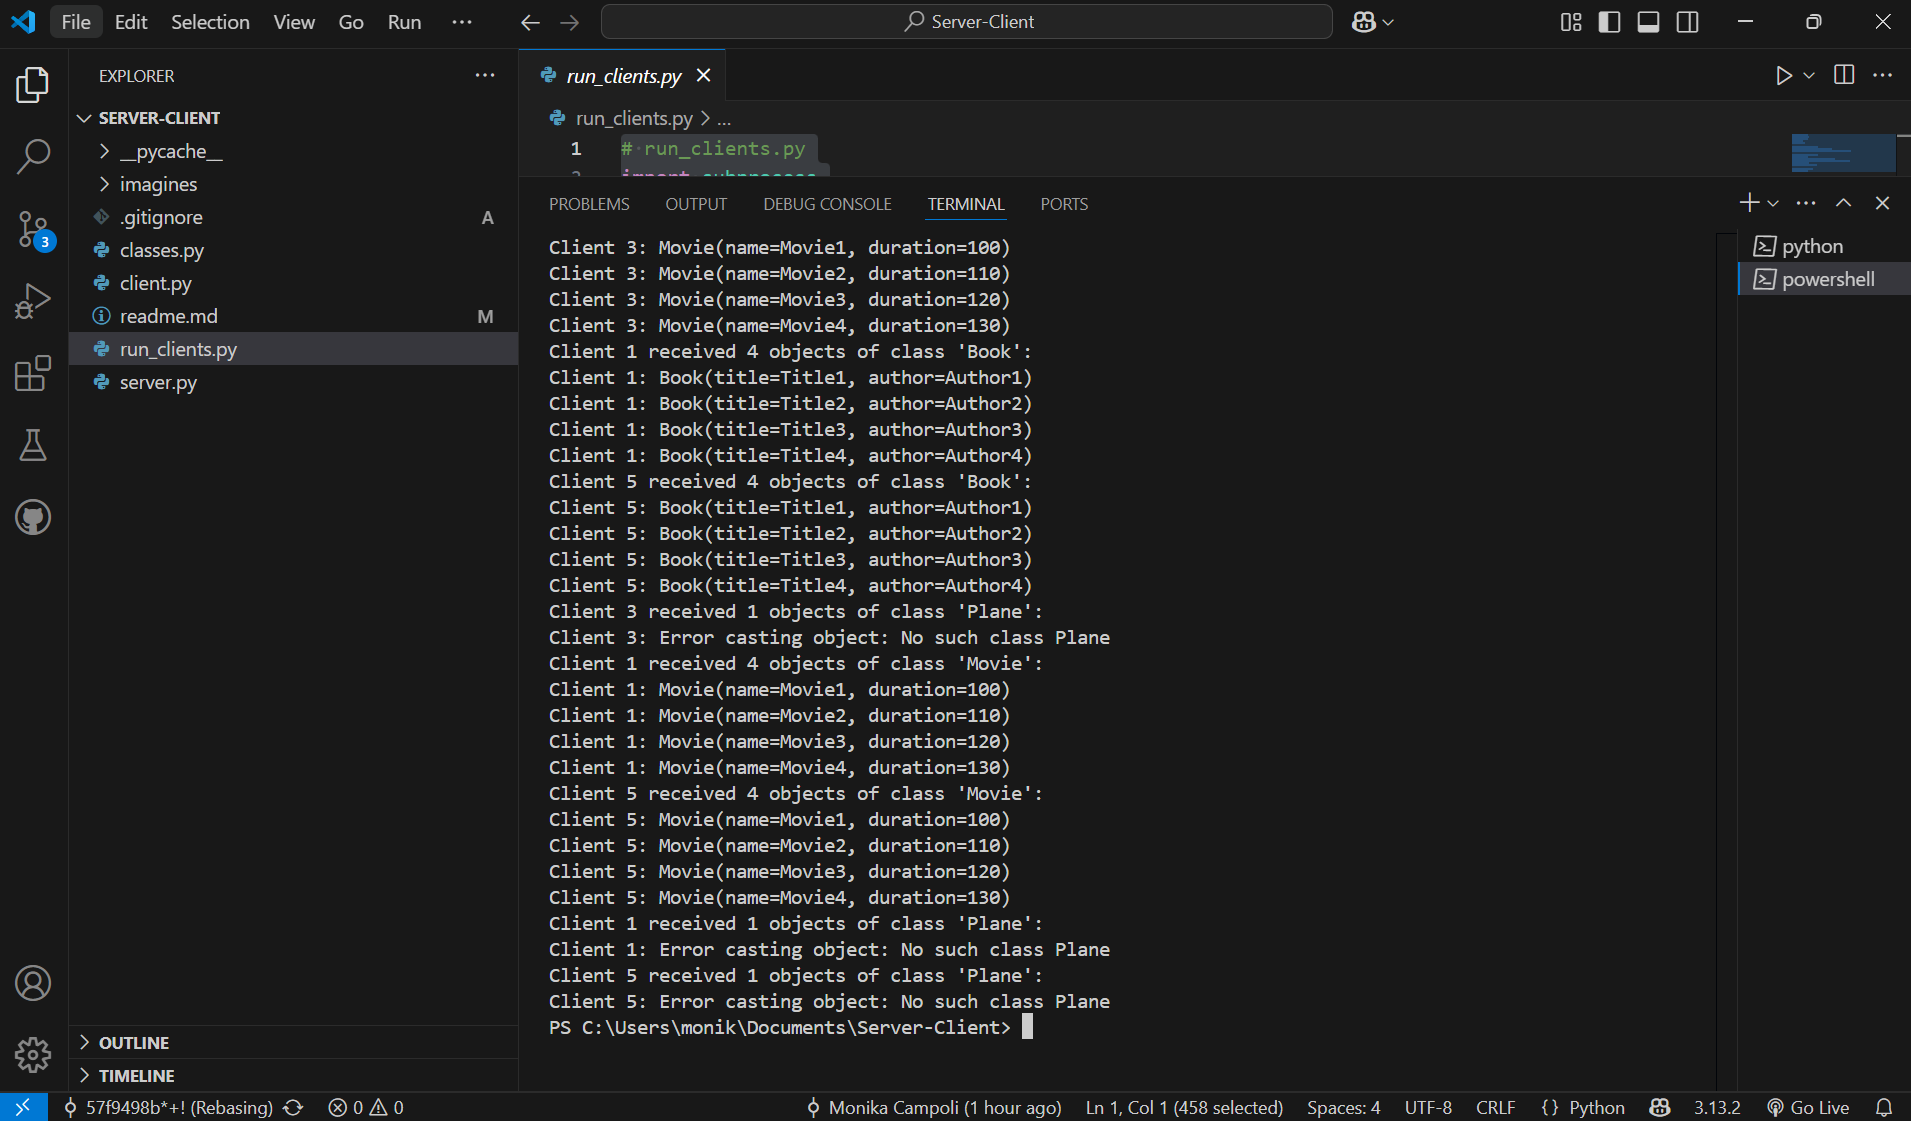 File Edit Selection View Go Run ···
Server-Client
EXPLORER
SERVER-CLIENT
__pycache__
imagines
.gitignore A
classes.py
client.py
readme.md M
run_clients.py
server.py
3
OUTLINE
TIMELINE
run_clients.py
run_clients.py > ...
1 # run_clients.py
2 import subprocess
PROBLEMS OUTPUT DEBUG CONSOLE TERMINAL PORTS
python
powershell
Client 3: Movie(name=Movie1, duration=100)
Client 3: Movie(name=Movie2, duration=110)
Client 3: Movie(name=Movie3, duration=120)
Client 3: Movie(name=Movie4, duration=130)
Client 1 received 4 objects of class 'Book':
Client 1: Book(title=Title1, author=Author1)
Client 1: Book(title=Title2, author=Author2)
Client 1: Book(title=Title3, author=Author3)
Client 1: Book(title=Title4, author=Author4)
Client 5 received 4 objects of class 'Book':
Client 5: Book(title=Title1, author=Author1)
Client 5: Book(title=Title2, author=Author2)
Client 5: Book(title=Title3, author=Author3)
Client 5: Book(title=Title4, author=Author4)
Client 3 received 1 objects of class 'Plane':
Client 3: Error casting object: No such class Plane
Client 1 received 4 objects of class 'Movie':
Client 1: Movie(name=Movie1, duration=100)
Client 1: Movie(name=Movie2, duration=110)
Client 1: Movie(name=Movie3, duration=120)
Client 1: Movie(name=Movie4, duration=130)
Client 5 received 4 objects of class 'Movie':
Client 5: Movie(name=Movie1, duration=100)
Client 5: Movie(name=Movie2, duration=110)
Client 5: Movie(name=Movie3, duration=120)
Client 5: Movie(name=Movie4, duration=130)
Client 1 received 1 objects of class 'Plane':
Client 1: Error casting object: No such class Plane
Client 5 received 1 objects of class 'Plane':
Client 5: Error casting object: No such class Plane
PS C:\Users\monik\Documents\Server-Client>
57f9498b*+! (Rebasing) 0 0 Monika Campoli (1 hour ago) Ln 1, Col 1 (458 selected) Spaces: 4 UTF-8 CRLF {} Python 3.13.2 Go Live